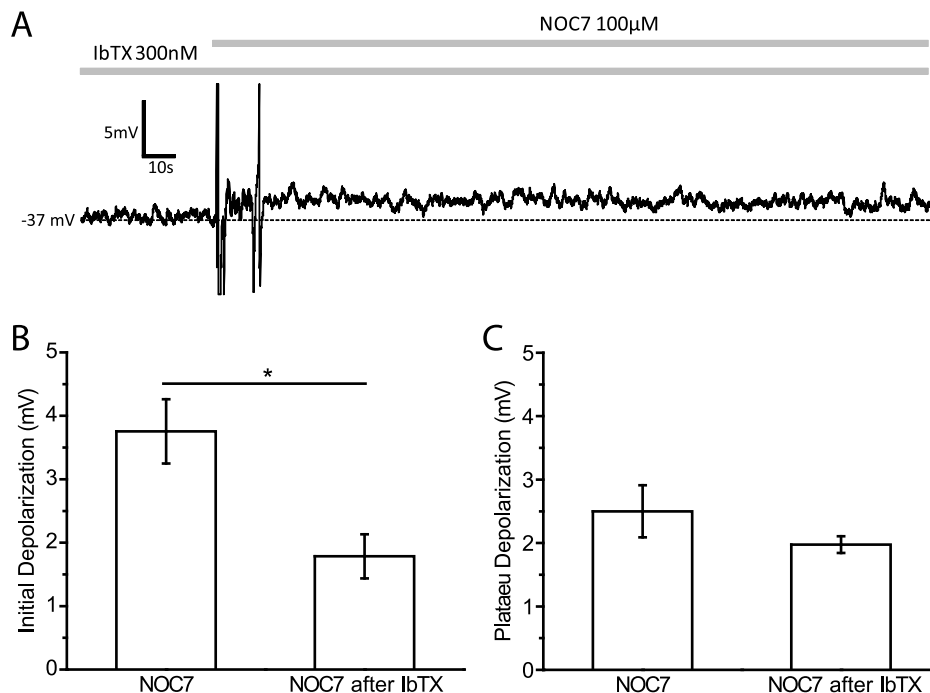 A
NOC7 100μM
IbTX 300nM
5mV
10s
-37 mV
B
5
4
3
2
1
0
Initial Depolarization (mV)
*
NOC7
NOC7 after IbTX
C
5
4
3
2
1
0
Plataeu Depolarization (mV)
NOC7
NOC7 after IbTX